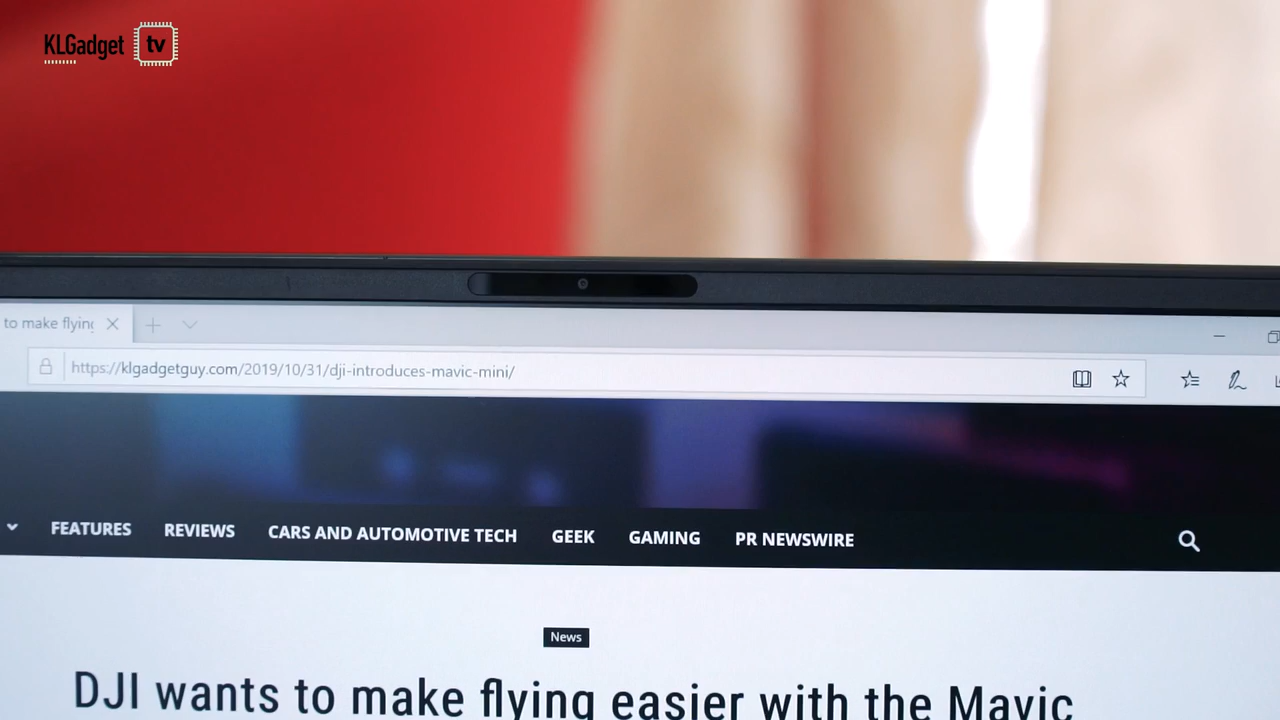 KLGadget tv
to make flying
https://klgadgetguy.com/2019/10/31/dji-introduces-mavic-mini/
FEATURES REVIEWS CARS AND AUTOMOTIVE TECH GEEK GAMING PR NEWSWIRE
News
DJI wants to make flying easier with the Mavic